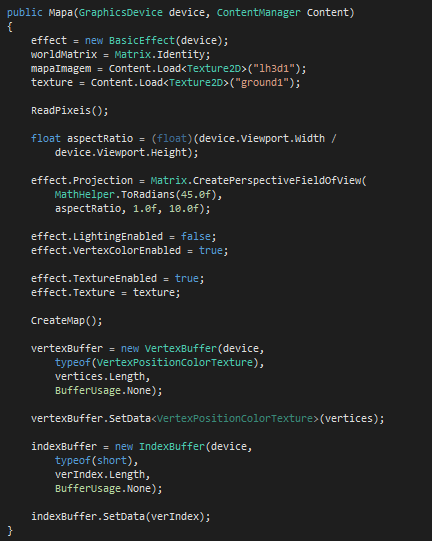 public Mapa(GraphicsDevice device, ContentManager Content)
{
effect = new BasicEffect(device);
worldMatrix = Matrix.Identity;
mapaImagem = Content.Load<Texture2D>("lh3d1");
texture = Content.Load<Texture2D>("ground1");
ReadPixeis();
float aspectRatio = (float)(device.Viewport.Width /
device.Viewport.Height);
effect.Projection = Matrix.CreatePerspectiveFieldOfView(
MathHelper.ToRadians(45.0f),
aspectRatio, 1.0f, 10.0f);
effect.LightingEnabled = false;
effect.VertexColorEnabled = true;
effect.TextureEnabled = true;
effect.Texture = texture;
CreateMap();
vertexBuffer = new VertexBuffer(device,
typeof(VertexPositionColorTexture),
vertices.Length,
BufferUsage.None);
vertexBuffer.SetData<VertexPositionColorTexture>(vertices);
indexBuffer = new IndexBuffer(device,
typeof(short),
verIndex.Length,
BufferUsage.None);
indexBuffer.SetData(verIndex);
}